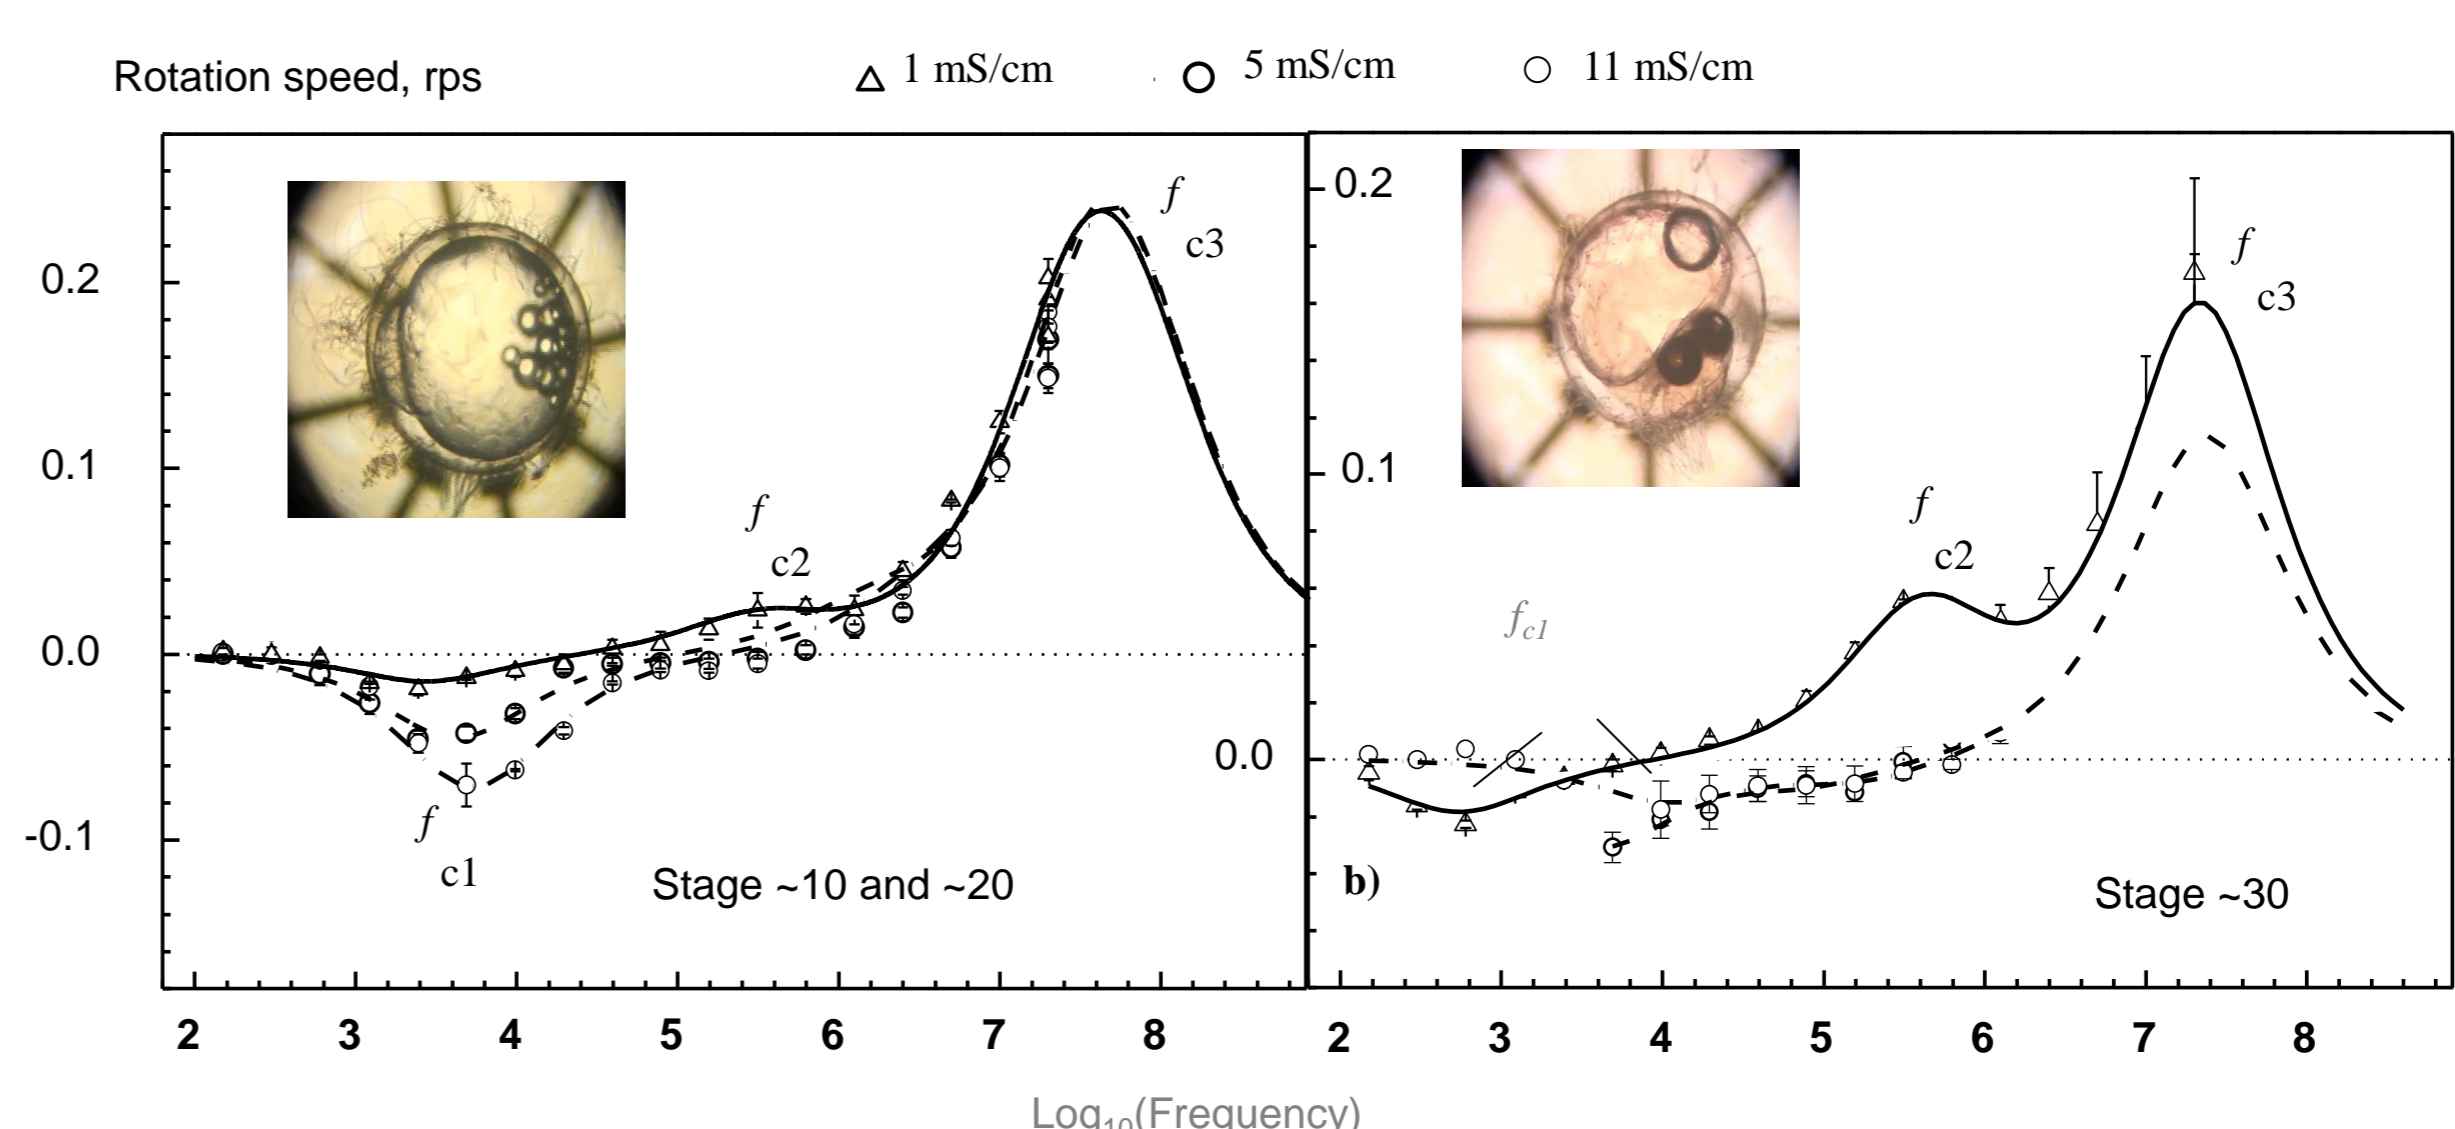 Rotation speed, rps
1 mS/cm
5 mS/cm
11 mS/cm
0.2
0.1
0.0
-0.1
f
c1
f
c2
f
c3
Stage ~10 and ~20
2 3 4 5 6 7 8
0.2
0.1
0.0
fc1
f
c2
f
c3
b)
Stage ~30
2 3 4 5 6 7 8
Log10(Frequency)